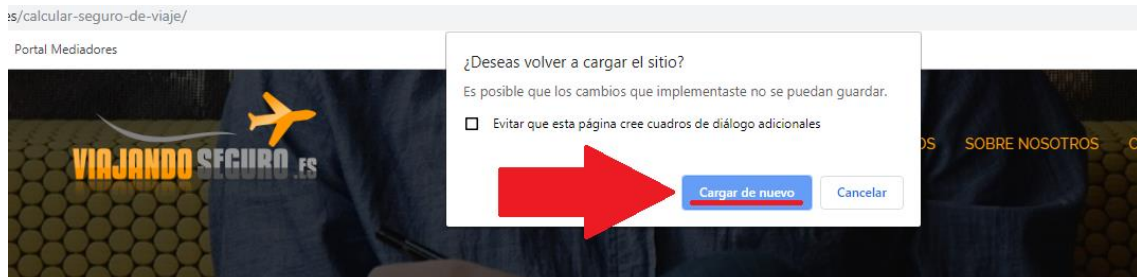 es/calcular-seguro-de-viaje/
Portal Mediadores
¿Deseas volver a cargar el sitio?
Es posible que los cambios que implementaste no se puedan guardar.
Evitar que esta página cree cuadros de diálogo adicionales
OS SOBRE NOSOTROS
VIAJANDO SEGURO .ES
Cargar de nuevo Cancelar